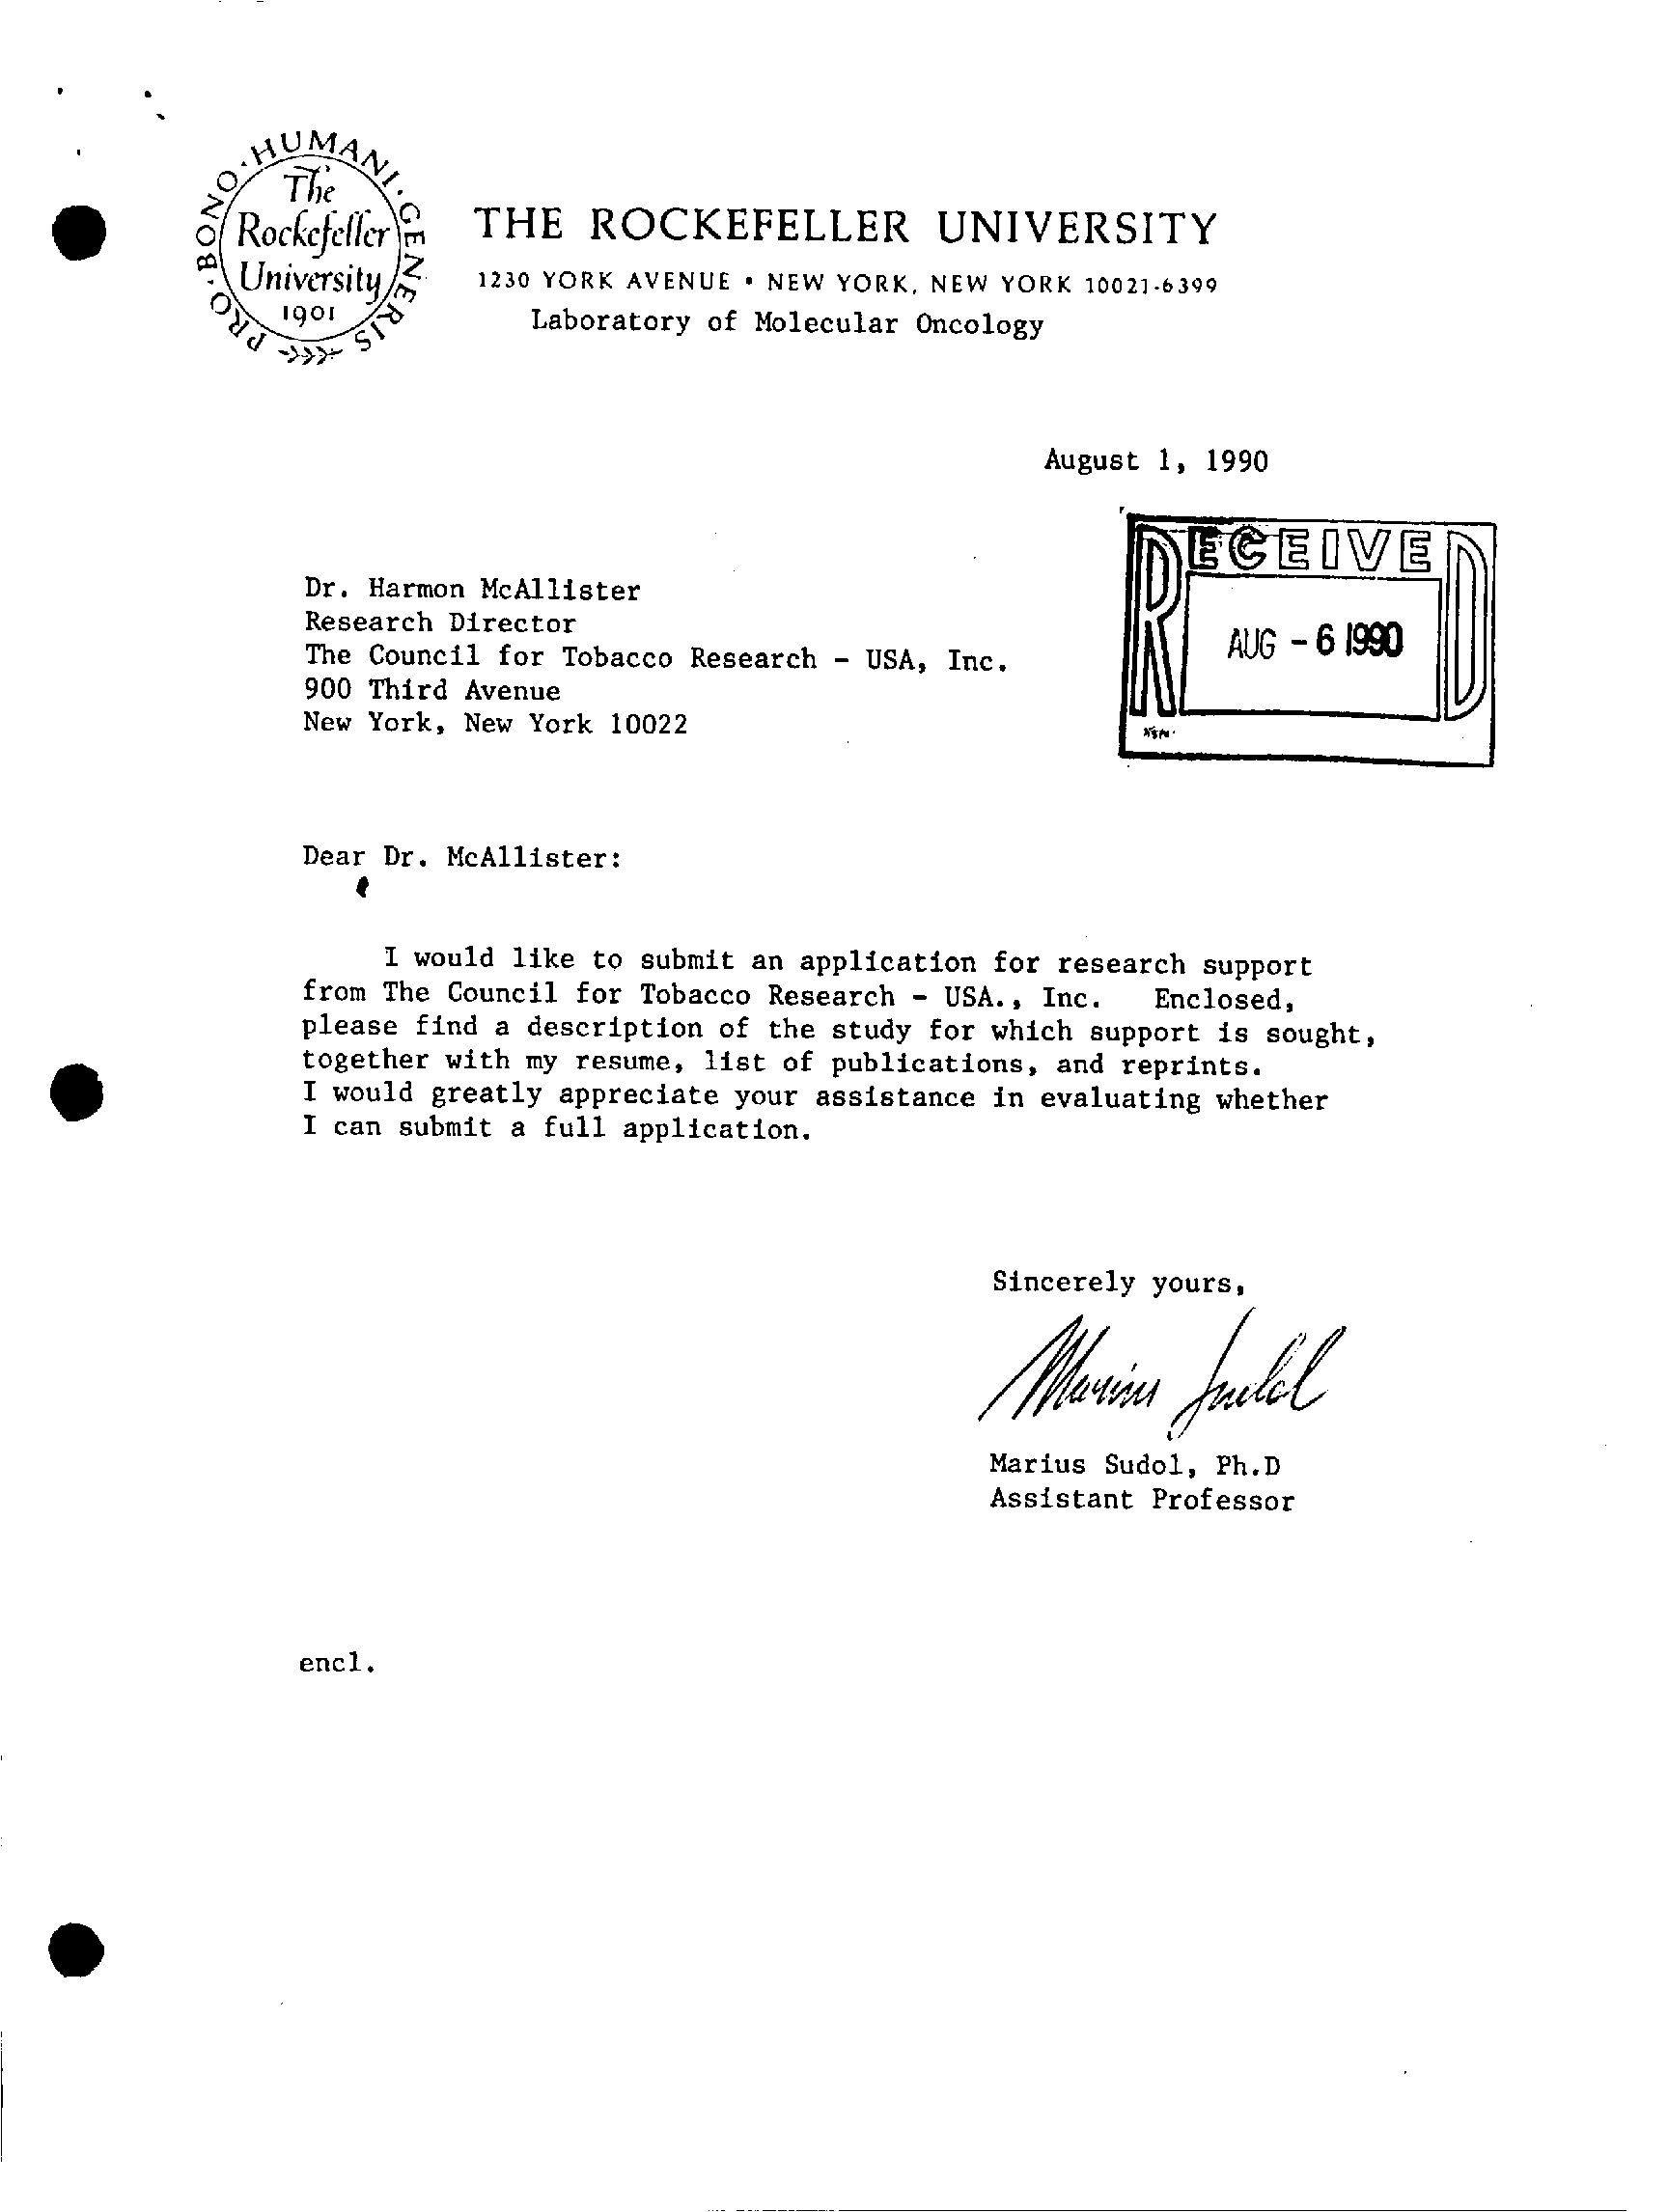 PRO·BONO·HUMANI·GENERIS
The
Rockefeller
University
1901
THE ROCKEFELLER UNIVERSITY
1230 YORK AVENUE • NEW YORK, NEW YORK 10021-6399
Laboratory of Molecular Oncology
August 1, 1990
RECEIVED
AUG - 6 1990
Dr. Harmon McAllister
Research Director
The Council for Tobacco Research - USA, Inc.
900 Third Avenue
New York, New York 10022
Dear Dr. McAllister:
I would like to submit an application for research support
from The Council for Tobacco Research - USA., Inc. Enclosed,
please find a description of the study for which support is sought,
together with my resume, list of publications, and reprints.
I would greatly appreciate your assistance in evaluating whether
I can submit a full application.
Sincerely yours,
Marius Sudol
Marius Sudol, Ph.D
Assistant Professor
encl.